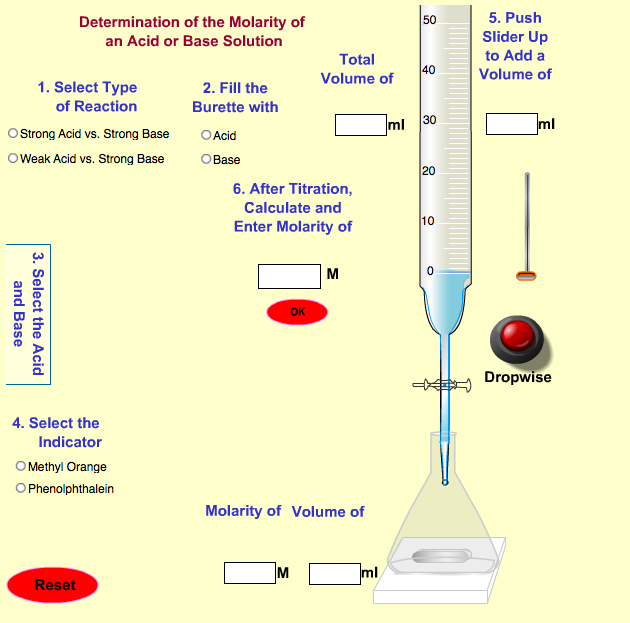 Determination of the Molarity of
an Acid or Base Solution
1. Select Type
of Reaction
Strong Acid vs. Strong Base
Weak Acid vs. Strong Base
2. Fill the
Burette with
Acid
Base
Total
Volume of
ml
50
40
30
20
10
0
5. Push
Slider Up
to Add a
Volume of
ml
6. After Titration,
Calculate and
Enter Molarity of
M
OK
3. Select the Acid
and Base
Dropwise
4. Select the
Indicator
Methyl Orange
Phenolphthalein
Molarity of Volume of
M ml
Reset